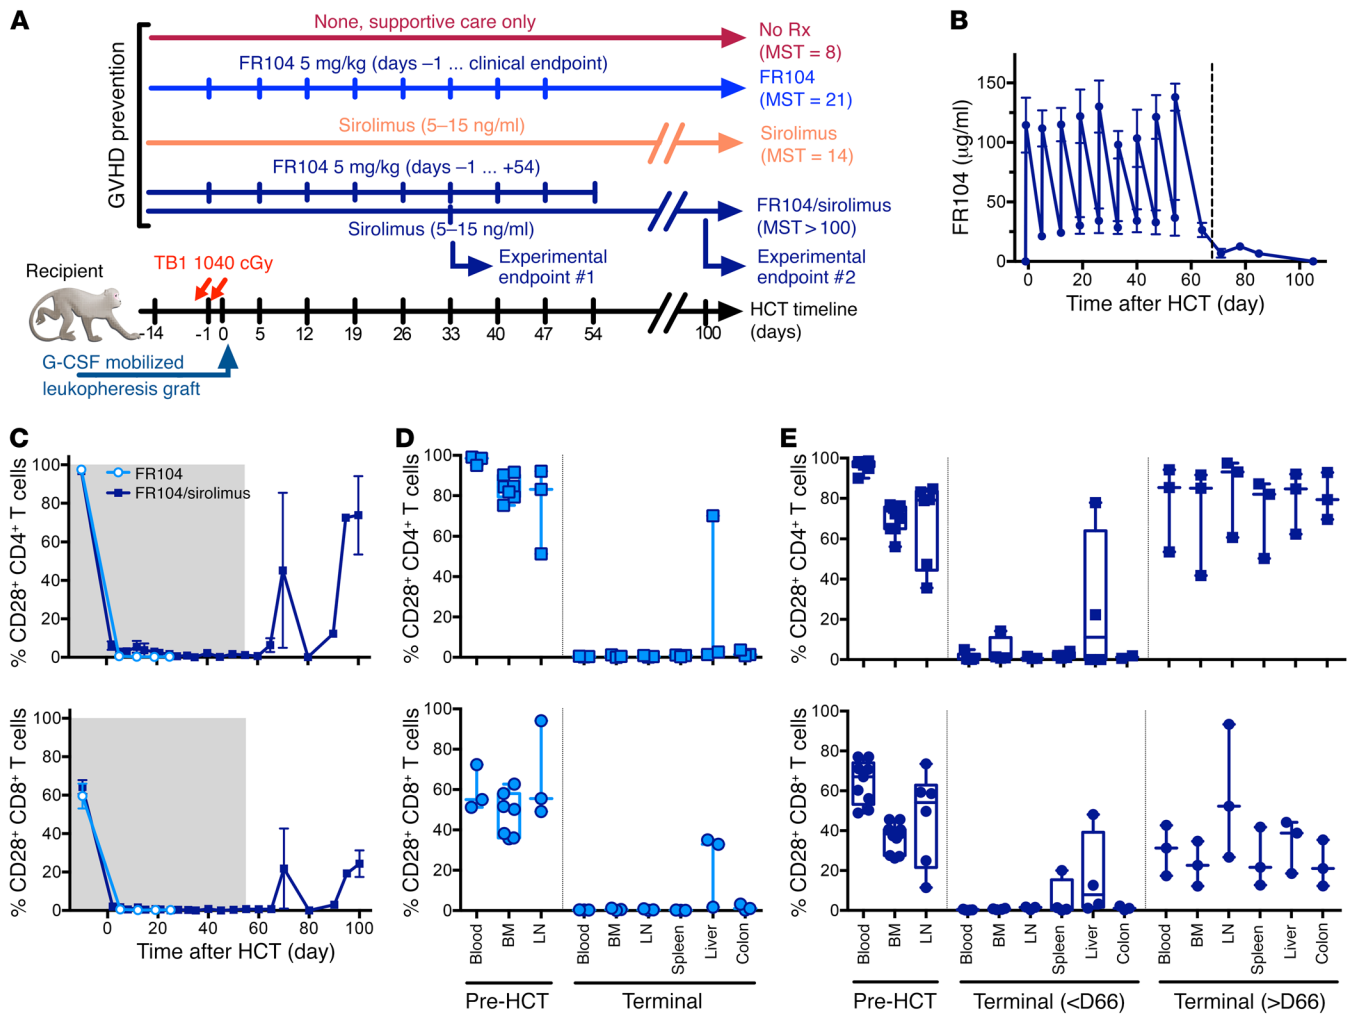 A
None, supportive care only
No Rx
(MST = 8)
FR104 5 mg/kg (days –1 ... clinical endpoint)
FR104
(MST = 21)
Sirolimus (5–15 ng/ml)
Sirolimus
(MST = 14)
FR104 5 mg/kg (days –1 ... +54)
Sirolimus (5–15 ng/ml)
FR104/sirolimus
(MST > 100)
GVHD prevention
Experimental
endpoint #1
Experimental
endpoint #2
Recipient
TB1 1040 cGy
-14 -1 0 5 12 19 26 33 40 47 54 100
HCT timeline
(days)
G-CSF mobilized
leukopheresis graft
B
FR104 (µg/ml)
150
100
50
0
0 20 40 60 80 100
Time after HCT (day)
C
% CD28+ CD4+ T cells
100
80
60
40
20
0
FR104
FR104/sirolimus
0 20 40 60 80 100
% CD28+ CD8+ T cells
100
80
60
40
20
0
0 20 40 60 80 100
Time after HCT (day)
D
% CD28+ CD4+ T cells
100
80
60
40
20
0
% CD28+ CD8+ T cells
100
80
60
40
20
0
Blood BM LN Blood BM LN Spleen Liver Colon
Pre-HCT Terminal
E
% CD28+ CD4+ T cells
100
80
60
40
20
0
% CD28+ CD8+ T cells
100
80
60
40
20
0
Blood BM LN Blood BM LN Spleen Liver Colon Blood BM LN Spleen Liver Colon
Pre-HCT Terminal (<D66) Terminal (>D66)